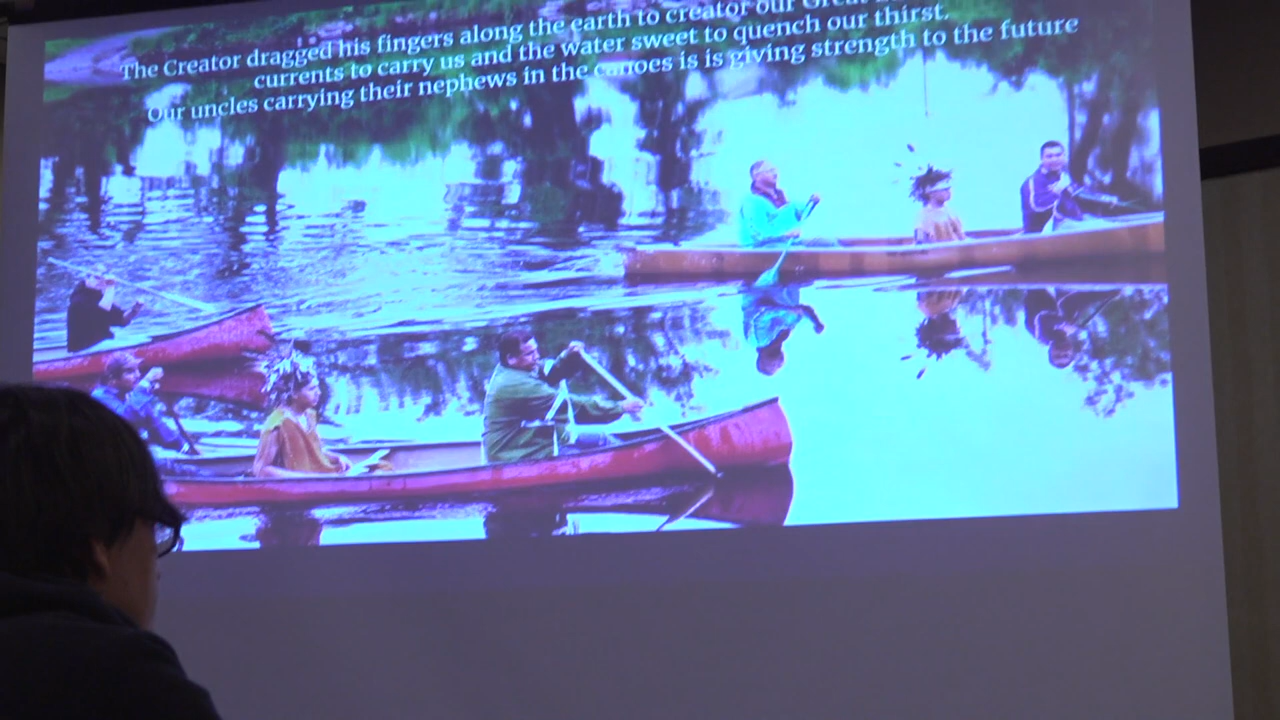 The Creator dragged his fingers along the earth to creator our Great
currents to carry us and the water sweet to quench our thirst.
Our uncles carrying their nephews in the canoes is is giving strength to the future